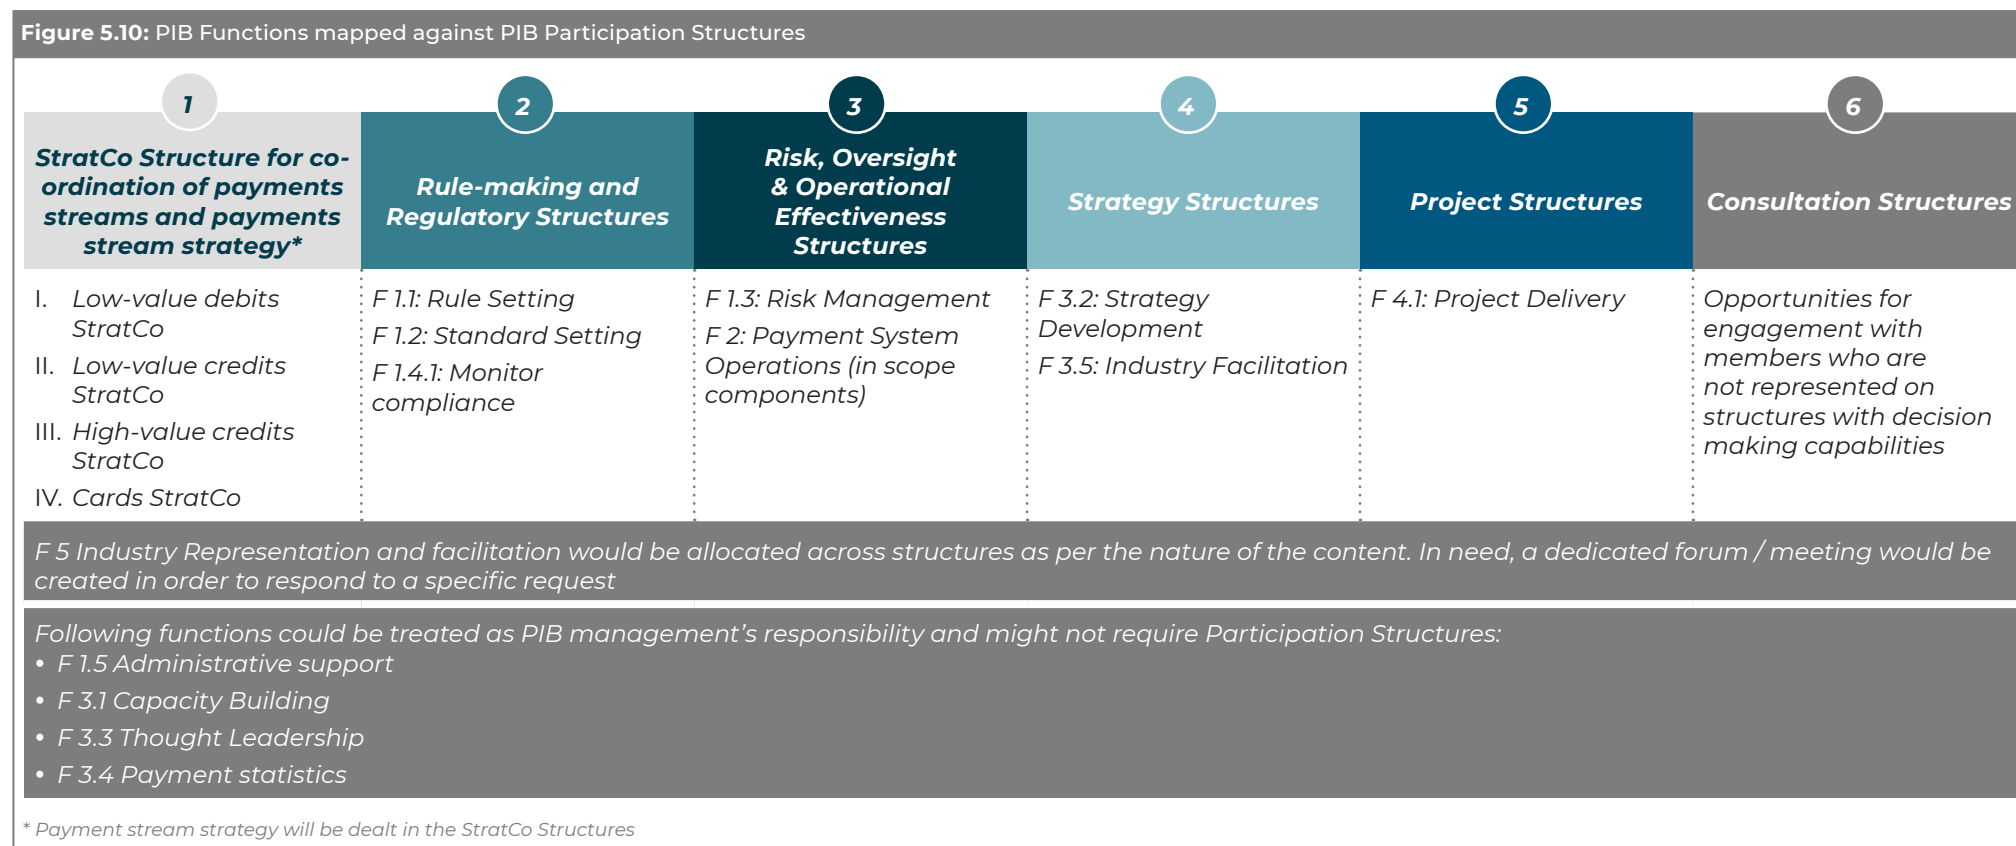 Figure 5.10: PIB Functions mapped against PIB Participation Structures
1
StratCo Structure for co-
ordination of payments
streams and payments
stream strategy*
I. Low-value debits
StratCo
II. Low-value credits
StratCo
III. High-value credits
StratCo
IV. Cards StratCo
2
Rule-making and
Regulatory Structures
F 1.1: Rule Setting
F 1.2: Standard Setting
F 1.4.1: Monitor
compliance
3
Risk, Oversight
& Operational
Effectiveness
Structures
F 1.3: Risk Management
F 2: Payment System
Operations (in scope
components)
4
Strategy Structures
F 3.2: Strategy
Development
F 3.5: Industry Facilitation
5
Project Structures
F 4.1: Project Delivery
6
Consultation Structures
Opportunities for
engagement with
members who are
not represented on
structures with decision
making capabilities
F 5 Industry Representation and facilitation would be allocated across structures as per the nature of the content. In need, a dedicated forum / meeting would be
created in order to respond to a specific request
Following functions could be treated as PIB management’s responsibility and might not require Participation Structures:
• F 1.5 Administrative support
• F 3.1 Capacity Building
• F 3.3 Thought Leadership
• F 3.4 Payment statistics
* Payment stream strategy will be dealt in the StratCo Structures